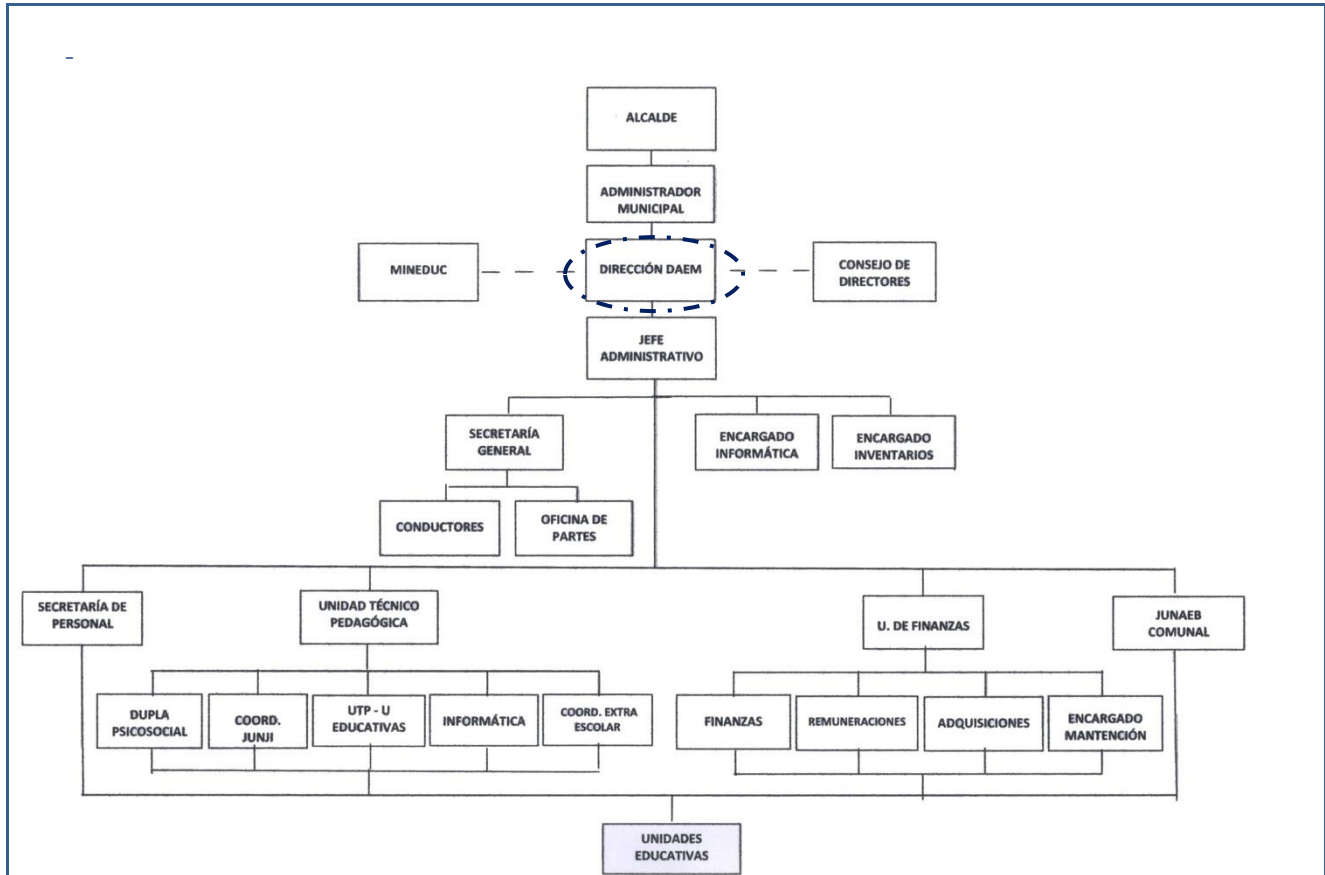 ALCALDE
ADMINISTRADOR
MUNICIPAL
MINEDUC
DIRECCIÓN DAEM
CONSEJO DE
DIRECTORES
JEFE
ADMINISTRATIVO
SECRETARÍA
GENERAL
ENCARGADO
INFORMÁTICA
ENCARGADO
INVENTARIOS
CONDUCTORES
OFICINA DE
PARTES
SECRETARÍA DE
PERSONAL
UNIDAD TÉCNICO
PEDAGÓGICA
U. DE FINANZAS
JUNAEB
COMUNAL
DUPLA
PSICOSOCIAL
COORD.
JUNJI
UTP - U
EDUCATIVAS
INFORMÁTICA
COORD. EXTRA
ESCOLAR
FINANZAS
REMUNERACIONES
ADQUISICIONES
ENCARGADO
MANTENCIÓN
UNIDADES
EDUCATIVAS